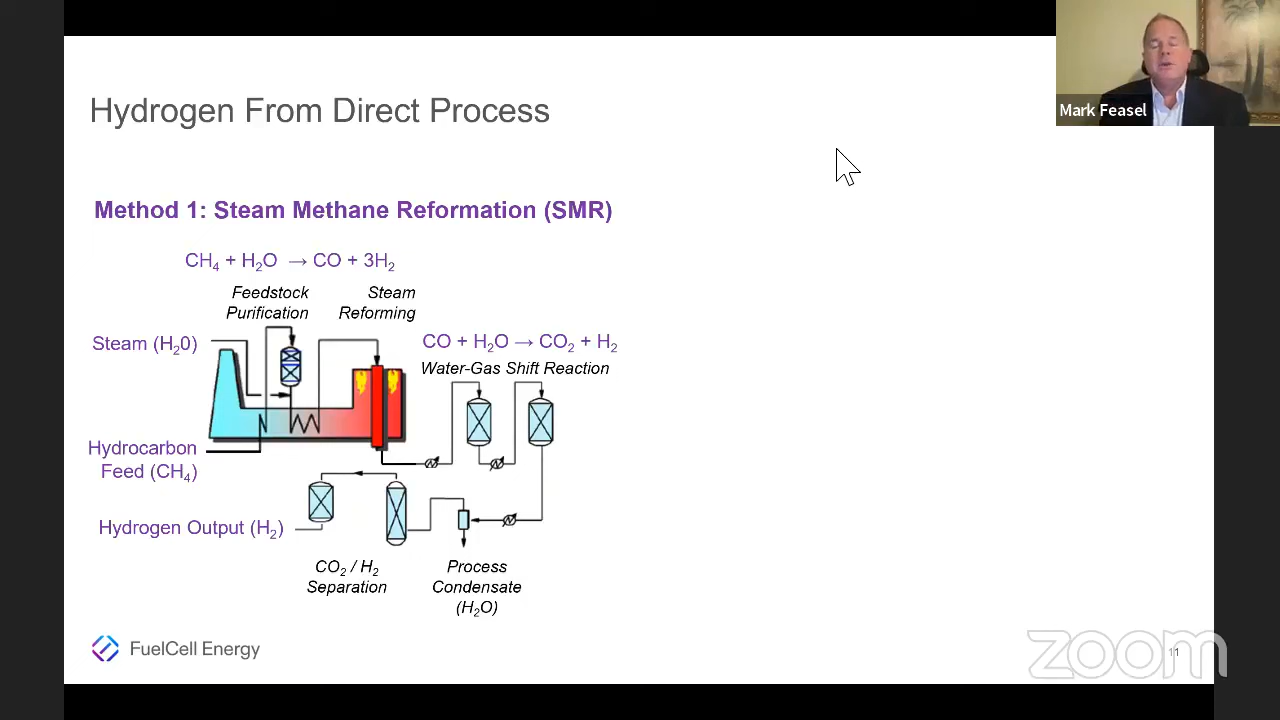 Hydrogen From Direct Process
Mark Feasel
Method 1: Steam Methane Reformation (SMR)
CH₄ + H₂O → CO + 3H₂
Feedstock
Purification
Steam
Reforming
Steam (H₂0)
CO + H₂O → CO₂ + H₂
Water-Gas Shift Reaction
Hydrocarbon
Feed (CH₄)
Hydrogen Output (H₂)
CO₂ / H₂
Separation
Process
Condensate
(H₂O)
FuelCell Energy
zoom
11